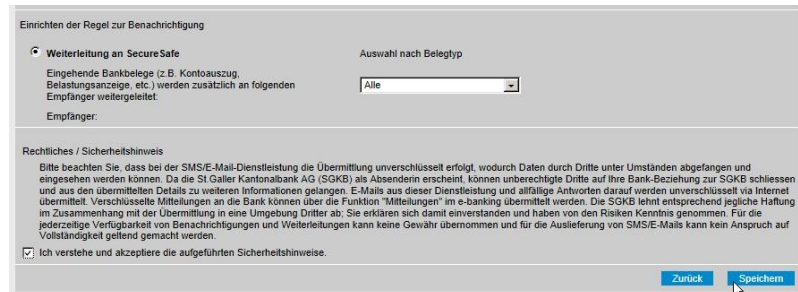 Einrichten der Regel zur Benachrichtigung
Weiterleitung an SecureSafe
Auswahl nach Belegtyp
Eingehende Bankbelege (z.B. Kontoauszug,
Belastungsanzeige, etc.) werden zusätzlich an folgenden
Empfänger weitergeleitet:
Alle
Empfänger:
Rechtliches / Sicherheitshinweis
Bitte beachten Sie, dass bei der SMS/E-Mail-Dienstleistung die Übermittlung unverschlüsselt erfolgt, wodurch Daten durch Dritte unter Umständen abgefangen und
eingesehen werden können. Da die St.Galler Kantonalbank AG (SGKB) als Absenderin erscheint, können unberechtigte Dritte auf Ihre Bank-Beziehung zur SGKB schliessen
und aus den übermittelten Details zu weiteren Informationen gelangen. E-Mails aus dieser Dienstleistung und allfällige Antworten darauf werden unverschlüsselt via Internet
übermittelt. Verschlüsselte Mitteilungen an die Bank können über die Funktion "Mitteilungen" im e-banking übermittelt werden. Die SGKB lehnt entsprechend jegliche Haftung
im Zusammenhang mit der Übermittlung in eine Umgebung Dritter ab; Sie erklären sich damit einverstanden und haben von den Risiken Kenntnis genommen. Für die
jederzeitige Verfügbarkeit von Benachrichtigungen und Weiterleitungen kann keine Gewähr übernommen und für die Auslieferung von SMS/E-Mails kann kein Anspruch auf
Vollständigkeit geltend gemacht werden.
Ich verstehe und akzeptiere die aufgeführten Sicherheitshinweise.
Zurück
Speichern